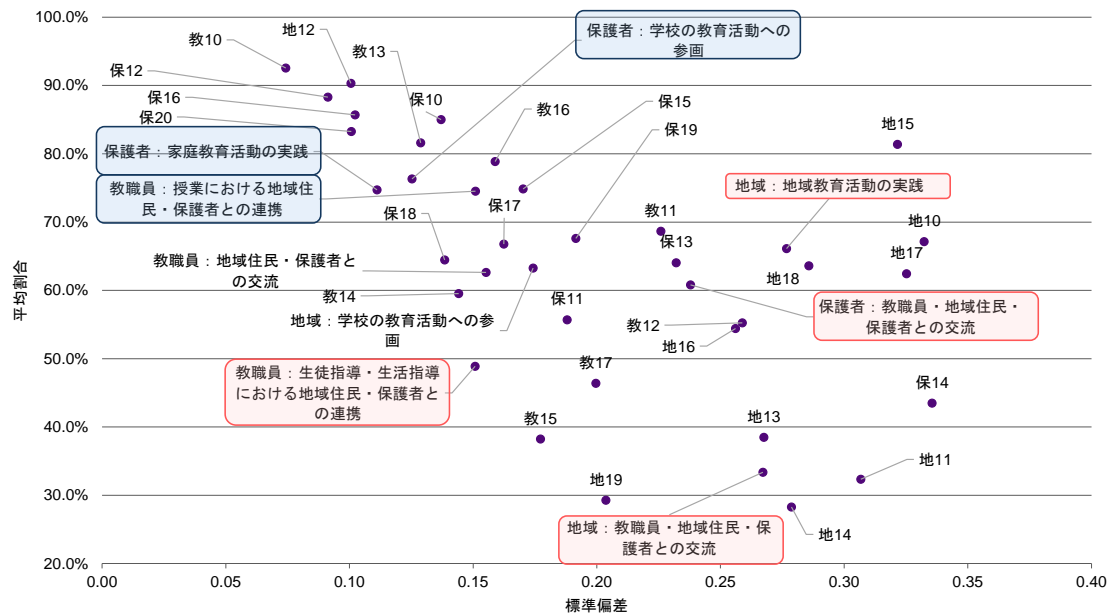 100.0%
90.0%
80.0%
70.0%
60.0%
50.0%
40.0%
30.0%
20.0%
平均割合
0.00
0.05
0.10
0.15
0.20
0.25
0.30
0.35
0.40
標準偏差
教10
地12
教13
保護者：学校の教育活動への
参画
保12
保16
保20
保10
教16
保15
保19
地15
保護者：家庭教育活動の実践
教職員：授業における地域住
民・保護者との連携
地域：地域教育活動の実践
保18
保17
教11
保13
地10
地17
地18
教職員：地域住民・保護者と
の交流
教14
地域：学校の教育活動への参
画
保11
教12
地16
保護者：教職員・地域住民・
保護者との交流
教職員：生徒指導・生活指導
における地域住民・保護者と
の連携
教17
保14
教15
地13
地11
地19
地域：教職員・地域住民・保
護者との交流
地14